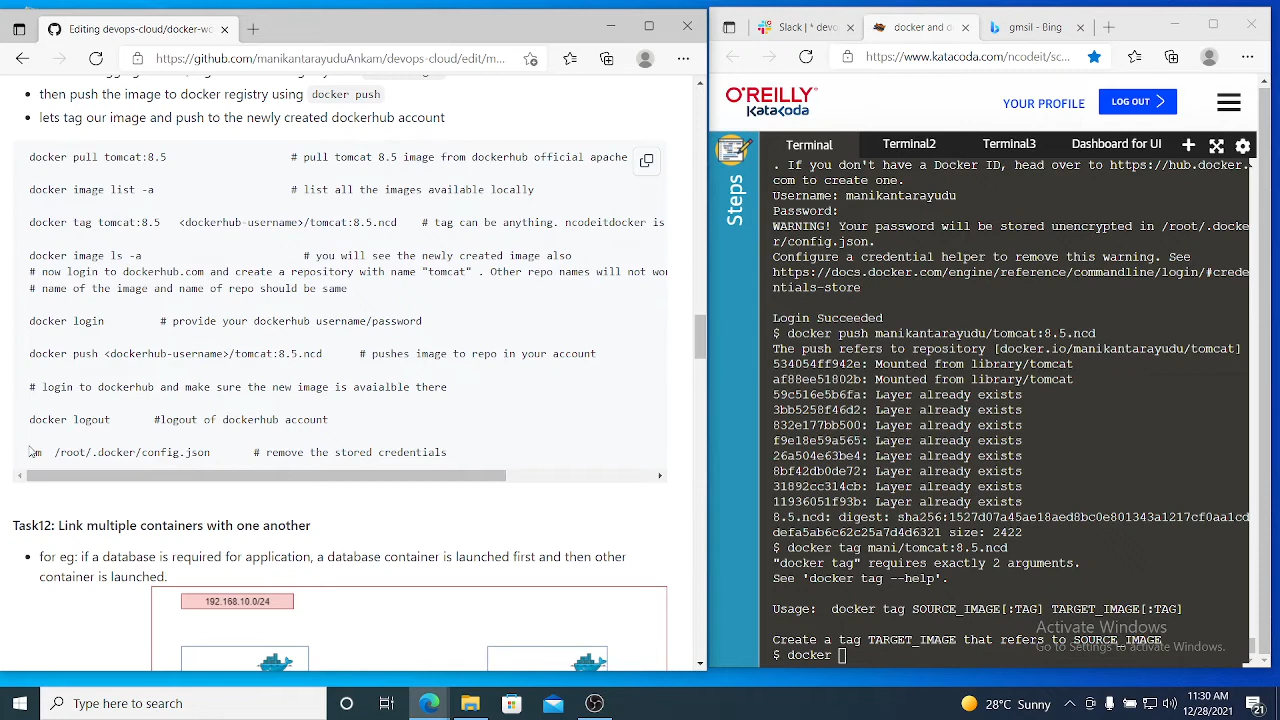 Editing devops-cloud/docker-wo
https://github.com/manikantarayuduAnkam/devops-cloud/edit/m...
then push the image to docker registry using docker push
image and push to the newly created dockerhub account
docker pull tomcat:8.5 # pull tomcat 8.5 image from dockerhub official apache
docker image list -a # list all the images available locally
docker tag tomcat:8.5 <dockerhub-username>/tomcat:8.5.ncd # tag can be anything. ncodeitdocker is
docker image ls -a # you will see the newly created image also
# now login to dockerhub.com and create a repository with name "tomcat" . Other repo names will not wor
# name of the image and name of repo should be same
docker login # provide your dockerhub username/password
docker push <dockerhub-username>/tomcat:8.5.ncd # pushes image to repo in your account
# login to dockerhub and make sure the new image is avaialble there
docker logout #logout of dockerhub account
rm /root/.docker/config.json # remove the stored credentials
Task12: Link multiple containers with one another
for eg: if a database is required for application, a database container is launched first and then other
container is launched.
192.168.10.0/24
Slack | * devo
docker and d
gmsil - Bing
https://www.katacoda.com/ncodeit/sc...
O'REILLY
Katacoda
YOUR PROFILE
LOG OUT
Steps
Terminal Terminal2 Terminal3 Dashboard for UI +
. If you don't have a Docker ID, head over to https://hub.docker.
com to create one.
Username: manikantarayudu
Password:
WARNING! Your password will be stored unencrypted in /root/.docke
r/config.json.
Configure a credential helper to remove this warning. See
https://docs.docker.com/engine/reference/commandline/login/#crede
ntials-store
Login Succeeded
$ docker push manikantarayudu/tomcat:8.5.ncd
The push refers to repository [docker.io/manikantarayudu/tomcat]
534054ff942e: Mounted from library/tomcat
af88ee51802b: Mounted from library/tomcat
59c516e5b6fa: Layer already exists
3bb5258f46d2: Layer already exists
832e177bb500: Layer already exists
f9e18e59a565: Layer already exists
26a504e63be4: Layer already exists
8bf42db0de72: Layer already exists
31892cc314cb: Layer already exists
11936051f93b: Layer already exists
8.5.ncd: digest: sha256:1527d07a45ae18aed8bc0e801343a1217cf0aa1cd
defa5ab6c62c25a7d4d6321 size: 2422
$ docker tag mani/tomcat:8.5.ncd
"docker tag" requires exactly 2 arguments.
See 'docker tag --help'.
Usage: docker tag SOURCE_IMAGE[:TAG] TARGET_IMAGE[:TAG]
Create a tag TARGET_IMAGE that refers to SOURCE_IMAGE
$ docker
Activate Windows
Go to Settings to activate Windows.
Type here to search
28°C Sunny
11:30 AM
12/28/2021
21